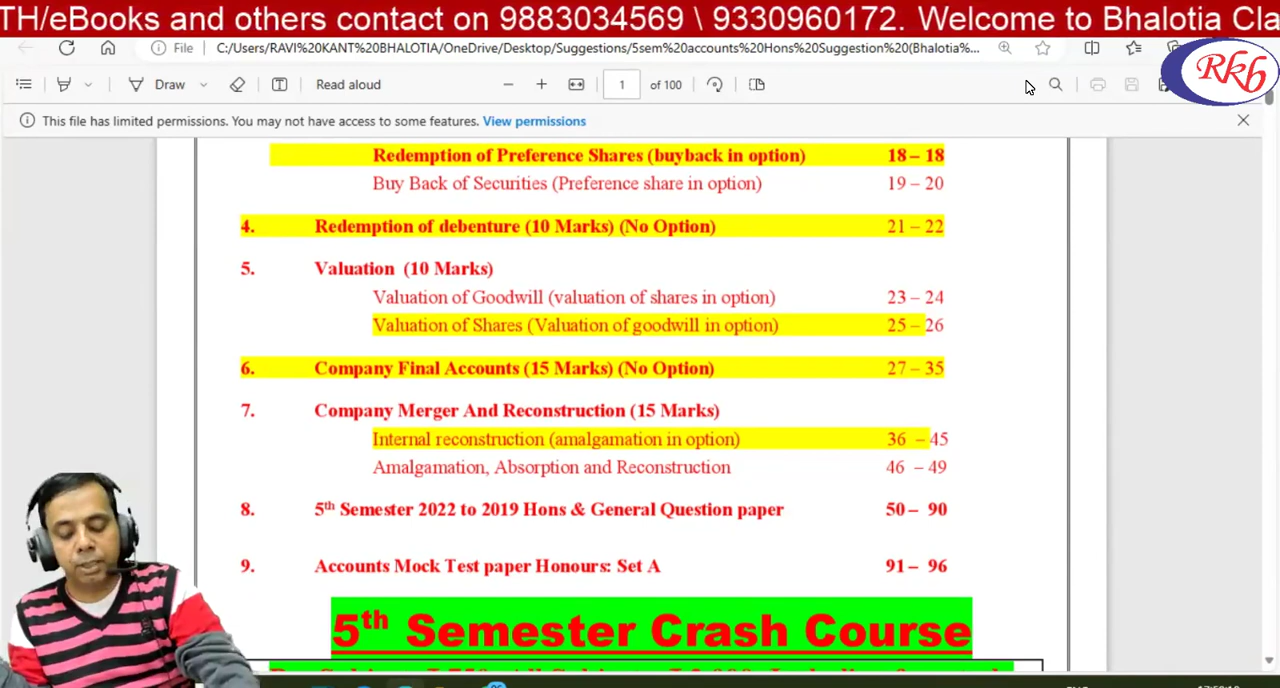 TH/eBooks and others contact on 9883034569 \ 9330960172. Welcome to Bhalotia Cla
File C:/Users/RAVI%20KANT%20BHALOTIA/OneDrive/Desktop/Suggestions/5sem%20accounts%20Hons%20Suggestion%20(Bhalotia%...
Rkb
Draw Read aloud 1 of 100
This file has limited permissions. You may not have access to some features. View permissions
Redemption of Preference Shares (buyback in option) 18 – 18
Buy Back of Securities (Preference share in option) 19 – 20
4. Redemption of debenture (10 Marks) (No Option) 21 – 22
5. Valuation (10 Marks)
Valuation of Goodwill (valuation of shares in option) 23 – 24
Valuation of Shares (Valuation of goodwill in option) 25 – 26
6. Company Final Accounts (15 Marks) (No Option) 27 – 35
7. Company Merger And Reconstruction (15 Marks)
Internal reconstruction (amalgamation in option) 36 – 45
Amalgamation, Absorption and Reconstruction 46 – 49
8. 5th Semester 2022 to 2019 Hons & General Question paper 50 – 90
9. Accounts Mock Test paper Honours: Set A 91 – 96
5th Semester Crash Course